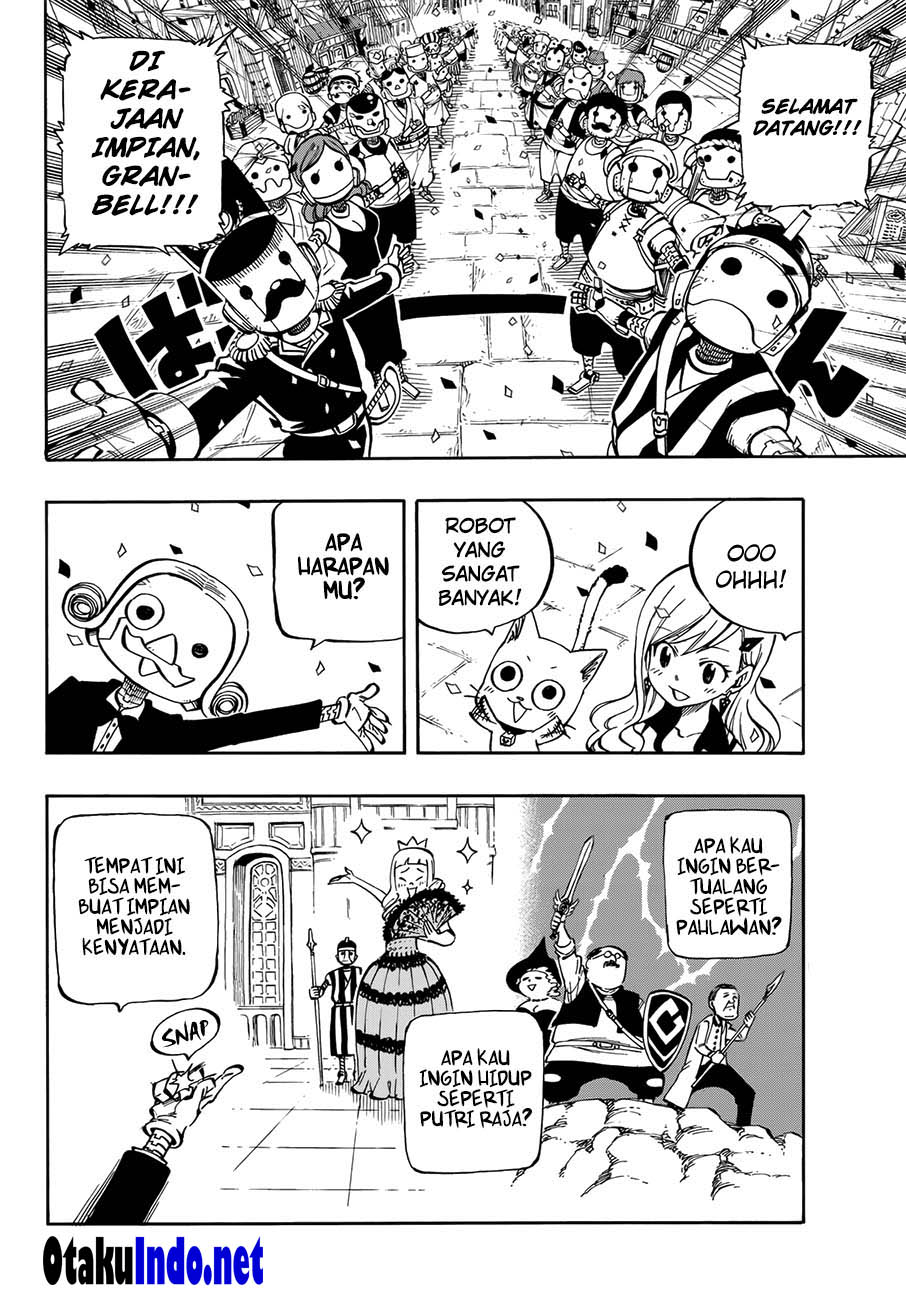 SELAMAT
DATANG!!!
DI
KERA-
JAAN
IMPIAN,
GRAN-
BELL!!!
ば
ん
OOO
OHHH!
ROBOT
YANG
SANGAT
BANYAK!
APA
HARAPAN
MU?
APA KAU
INGIN BER-
TUALANG
SEPERTI
PAHLAWAN?
APA KAU
INGIN HIDUP
SEPERTI
PUTRI RAJA?
TEMPAT INI
BISA MEM-
BUAT IMPIAN
MENJADI
KENYATAAN.
SNAP
OtakuIndo.net